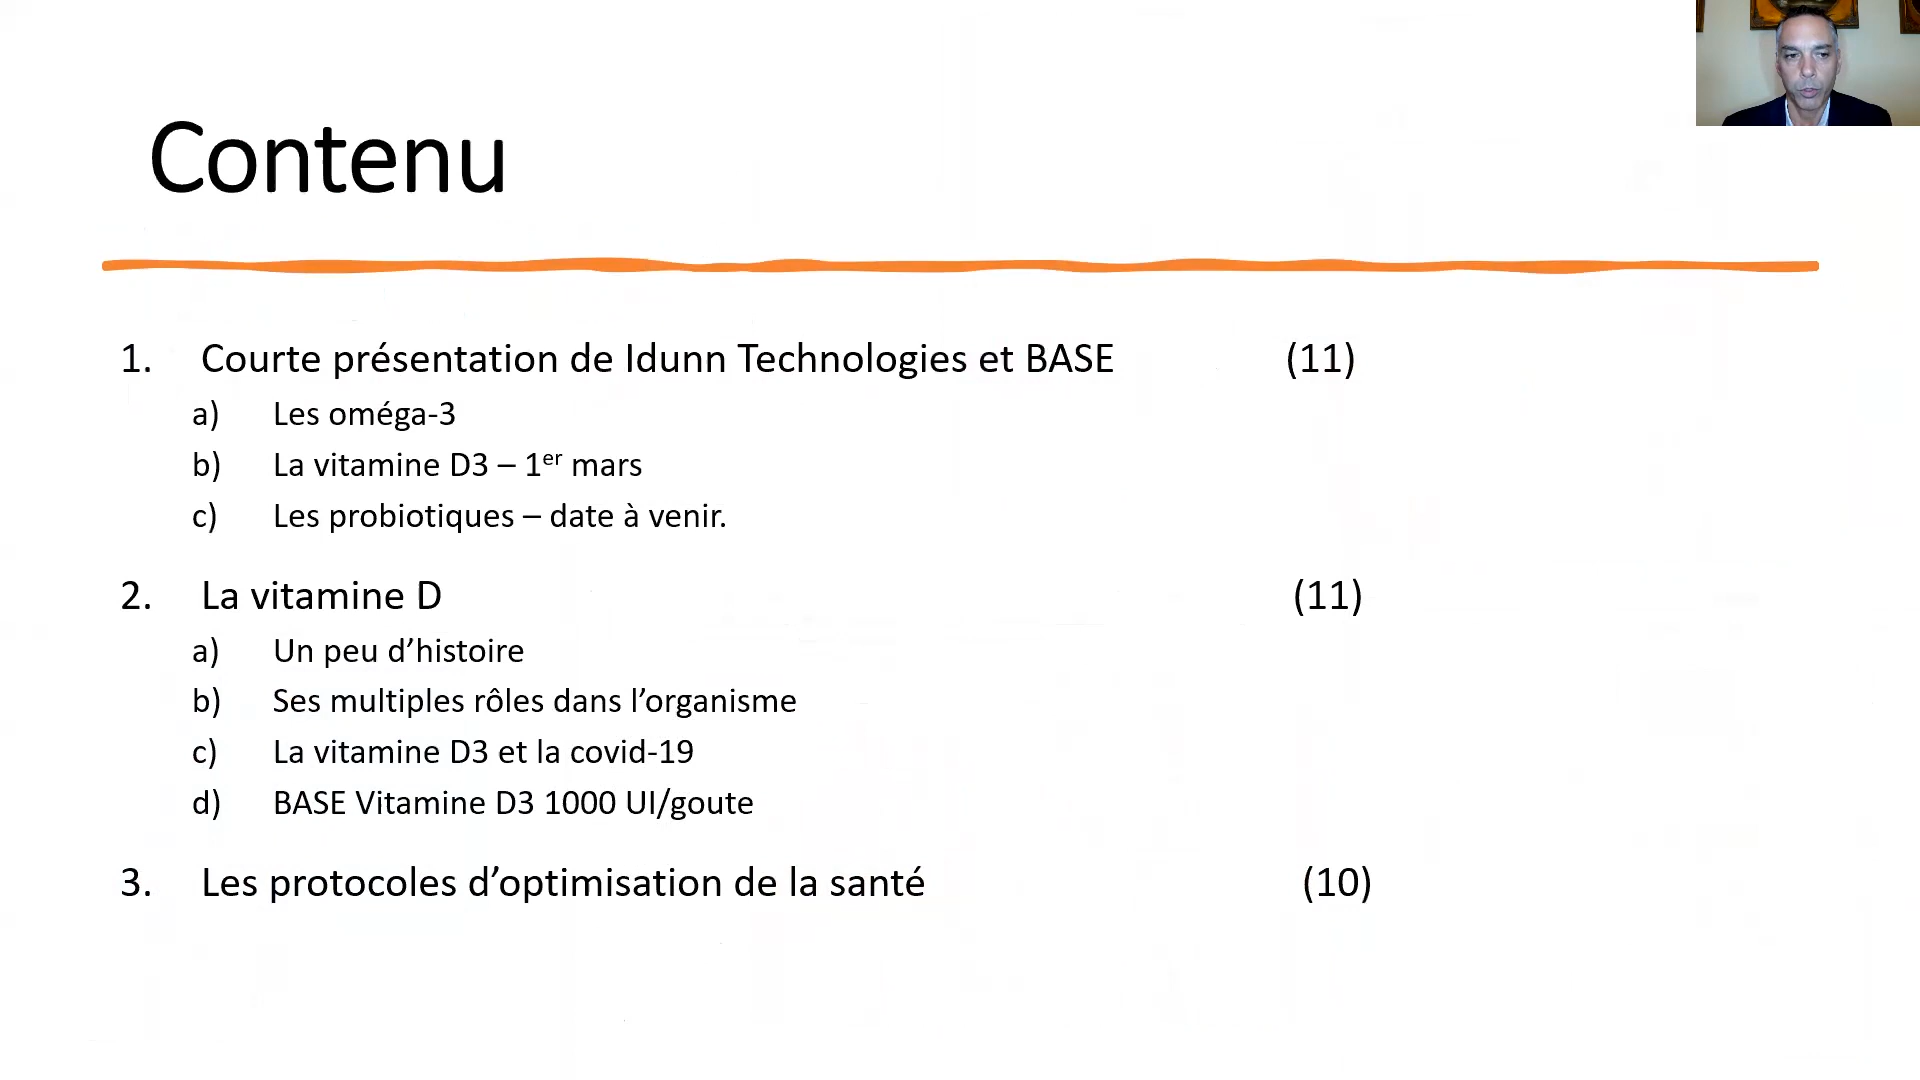 Contenu
1. Courte présentation de Idunn Technologies et BASE (11)
a) Les oméga-3
b) La vitamine D3 – 1er mars
c) Les probiotiques – date à venir.
2. La vitamine D (11)
a) Un peu d’histoire
b) Ses multiples rôles dans l’organisme
c) La vitamine D3 et la covid-19
d) BASE Vitamine D3 1000 UI/goute
3. Les protocoles d’optimisation de la santé (10)